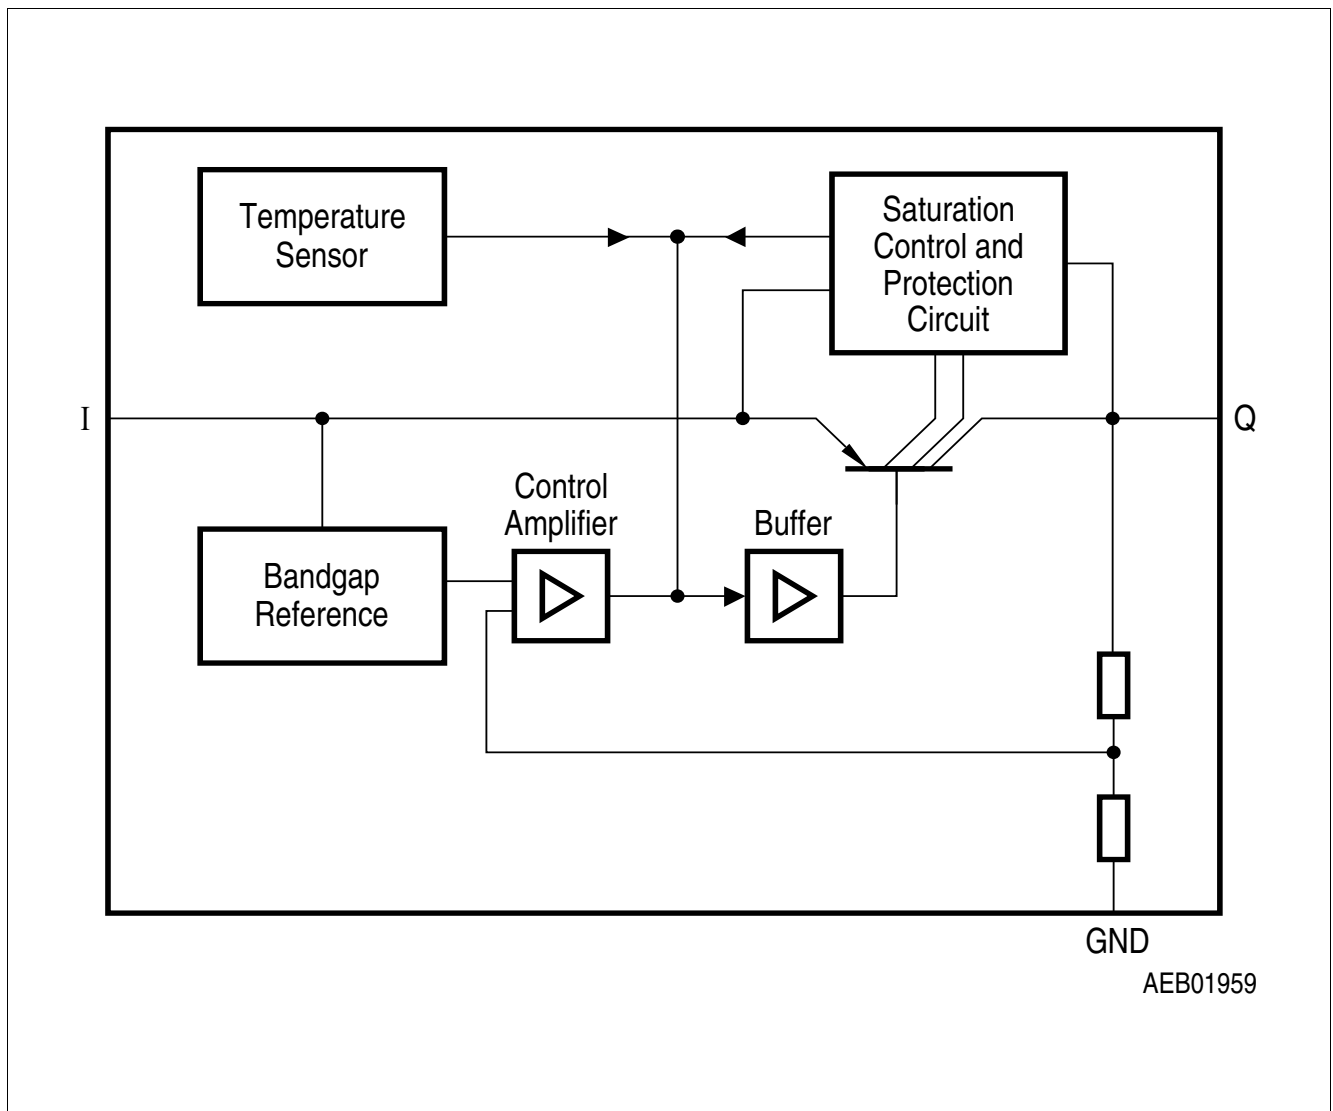 Temperature
Sensor
Saturation
Control and
Protection
Circuit
I
Q
Control
Amplifier
Buffer
Bandgap
Reference
GND
AEB01959